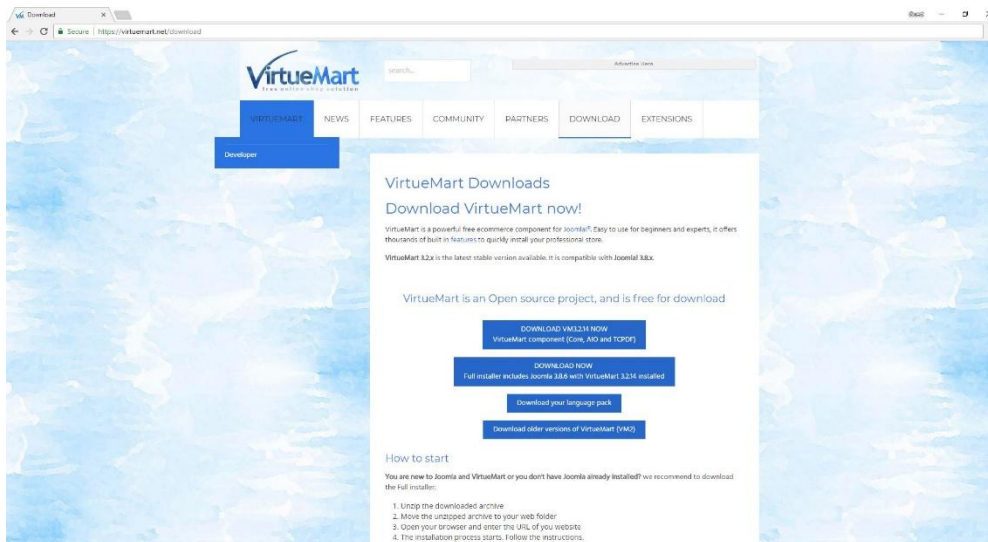 Download
Secure | https://virtuemart.net/download
VirtueMart
free online shop solution
search...
Advertise Here
VIRTUEMART NEWS FEATURES COMMUNITY PARTNERS DOWNLOAD EXTENSIONS
Developer
VirtueMart Downloads
Download VirtueMart now!
VirtueMart is a powerful free ecommerce component for Joomla!®. Easy to use for beginners and experts, it offers
thousands of built in features to quickly install your professional store.
VirtueMart 3.2.x is the latest stable version available. It is compatible with Joomla! 3.8.x.
VirtueMart is an Open source project, and is free for download
DOWNLOAD VM3.2.14 NOW
VirtueMart component (Core, AIO and TCPDF)
DOWNLOAD NOW
Full installer includes Joomla 3.8.6 with VirtueMart 3.2.14 installed
Download your language pack
Download older versions of VirtueMart (VM2)
How to start
You are new to Joomla and VirtueMart or you don't have Joomla already installed? we recommend to download
the Full installer:
1. Unzip the downloaded archive
2. Move the unzipped archive to your web folder
3. Open your browser and enter the URL of you website
4. The installation process starts. Follow the instructions.